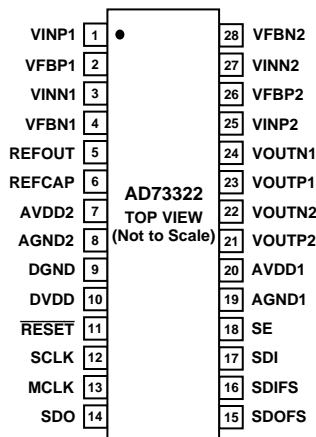 VINP1 1 28 VFBN2
VFBP1 2 27 VINN2
VINN1 3 26 VFBP2
VFBN1 4 25 VINP2
REFOUT 5 24 VOUTN1
REFCAP 6 23 VOUTP1
AD73322
AVDD2 7 TOP VIEW 22 VOUTN2
AGND2 8 (Not to Scale) 21 VOUTP2
DGND 9 20 AVDD1
DVDD 10 19 AGND1
RESET 11 18 SE
SCLK 12 17 SDI
MCLK 13 16 SDIFS
SDO 14 15 SDOFS